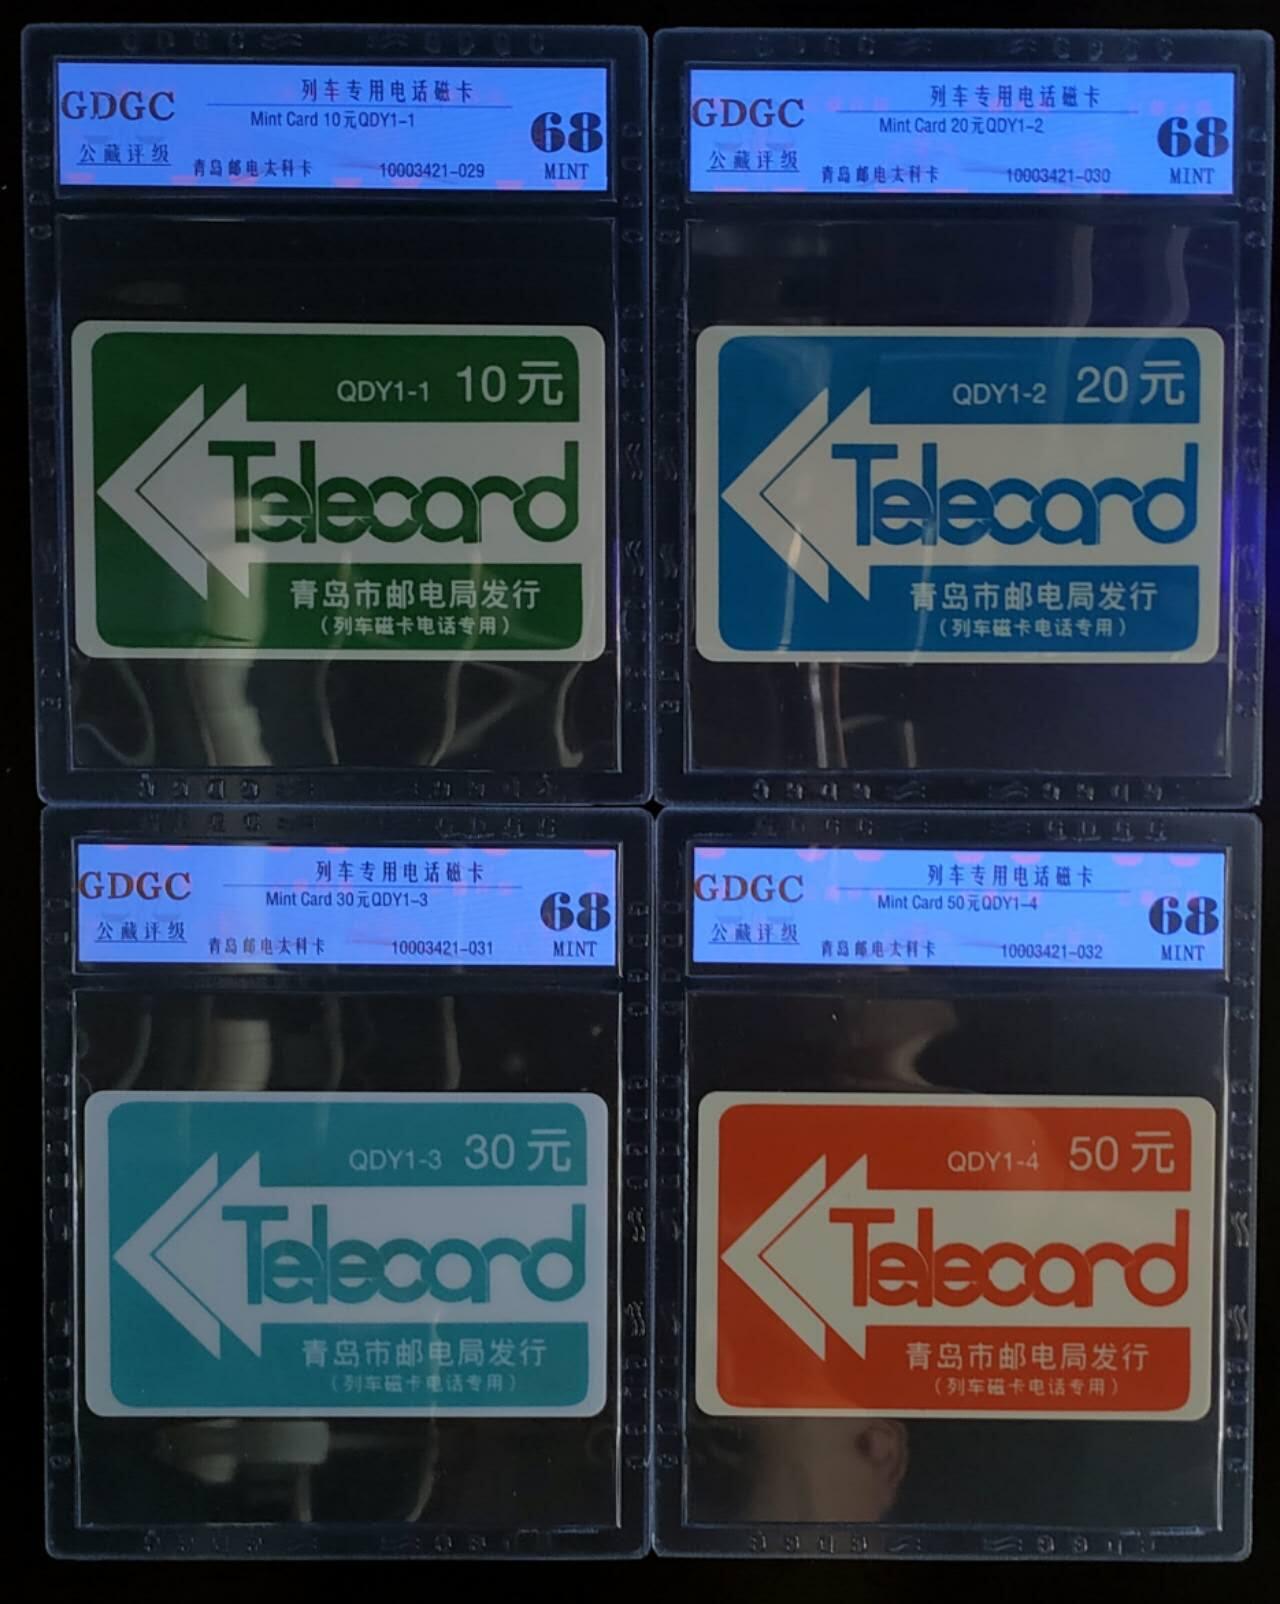 GDGC
公藏评级
列车专用电话磁卡
Mint Card 10元QDY1-1
青岛邮电太科卡 10003421-029
68
MINT
QDY1-1 10元
Telecard
青岛市邮电局发行
(列车磁卡电话专用)
GDGC
公藏评级
列车专用电话磁卡
Mint Card 20元QDY1-2
青岛邮电太科卡 10003421-030
68
MINT
QDY1-2 20元
Telecard
青岛市邮电局发行
(列车磁卡电话专用)
GDGC
公藏评级
列车专用电话磁卡
Mint Card 30元QDY1-3
青岛邮电太科卡 10003421-031
68
MINT
QDY1-3 30元
Telecard
青岛市邮电局发行
(列车磁卡电话专用)
GDGC
公藏评级
列车专用电话磁卡
Mint Card 50元QDY1-4
青岛邮电太科卡 10003421-032
68
MINT
QDY1-4 50元
Telecard
青岛市邮电局发行
(列车磁卡电话专用)